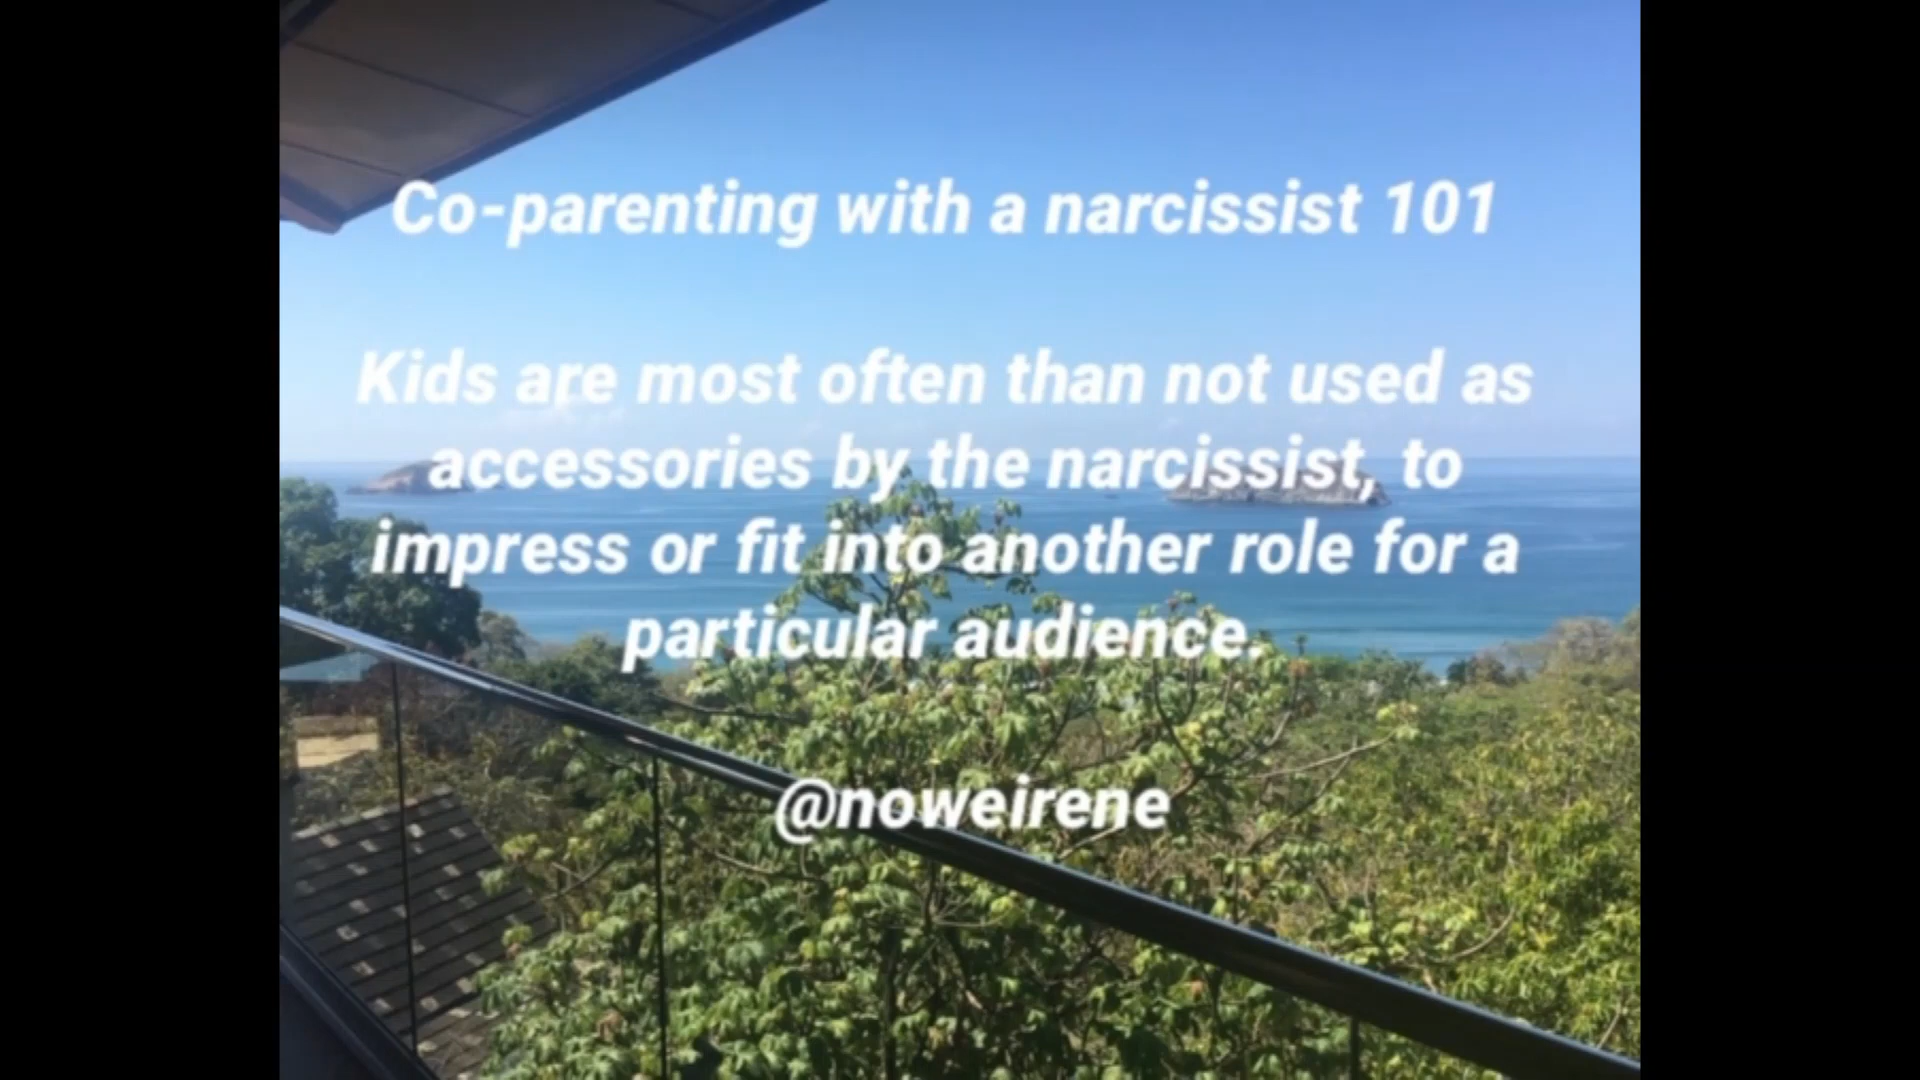 Co-parenting with a narcissist 101
Kids are most often than not used as
accessories by the narcissist, to
impress or fit into another role for a
particular audience.
@noweirene